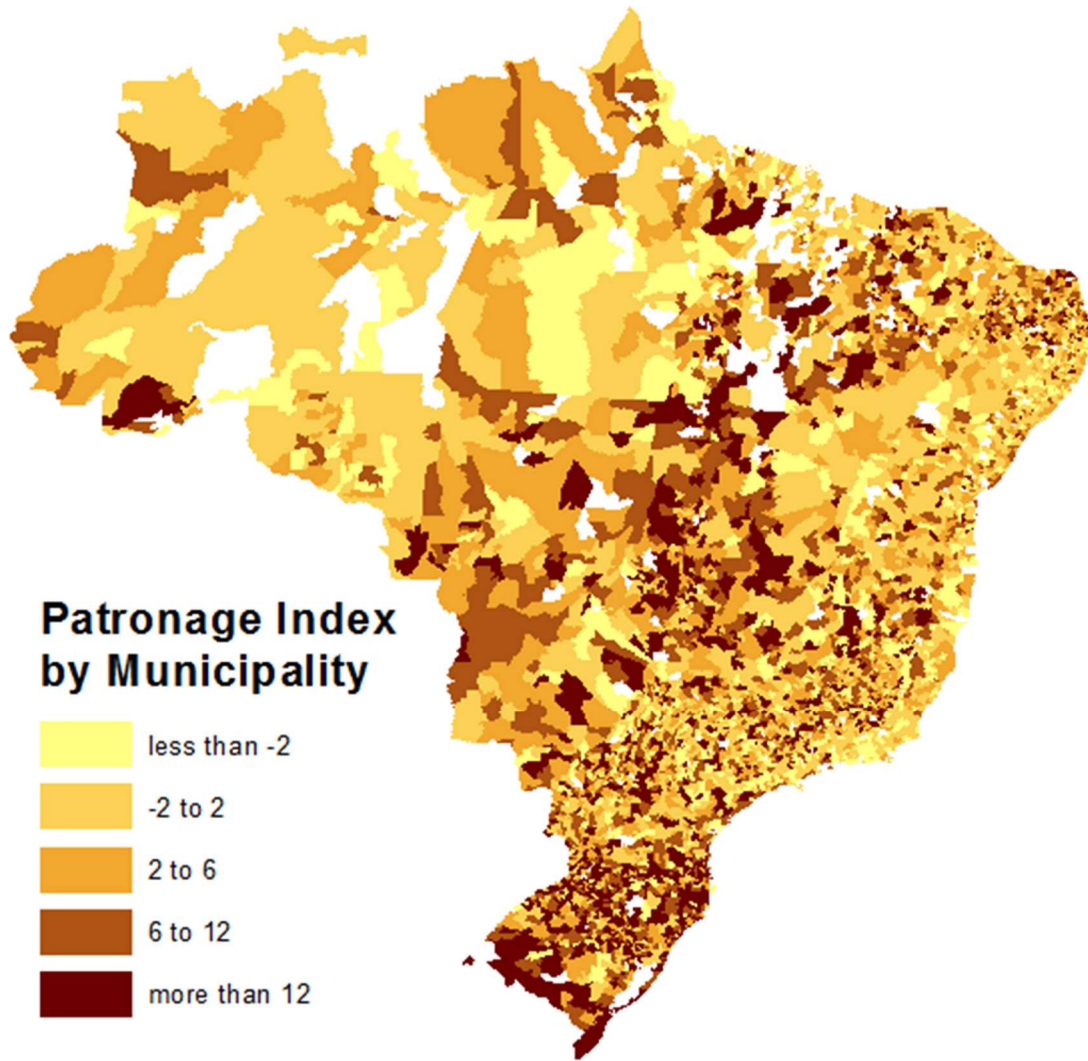 Patronage Index
by Municipality
less than -2
-2 to 2
2 to 6
6 to 12
more than 12